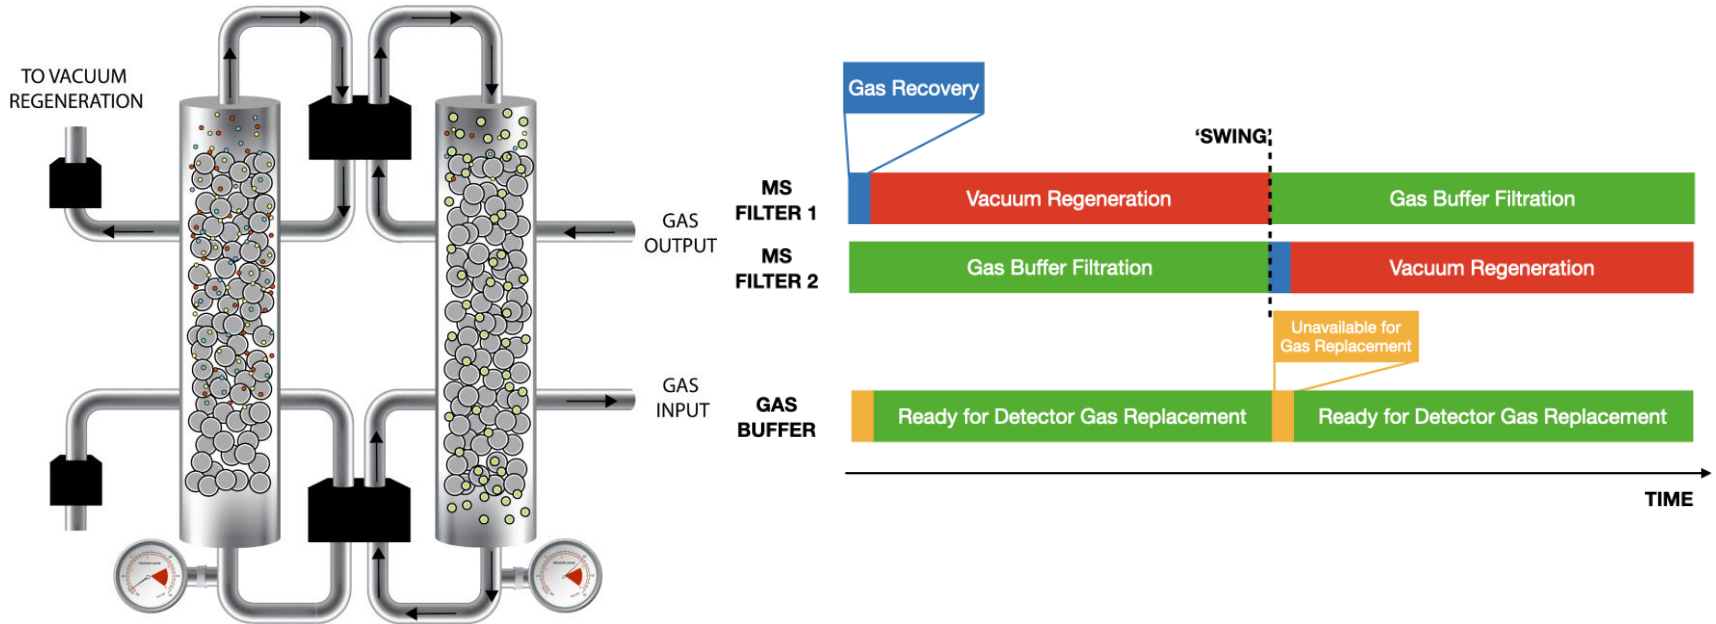 TO VACUUM
REGENERATION
GAS
OUTPUT
GAS
INPUT
Gas Recovery
‘SWING’
MS
FILTER 1
Vacuum Regeneration
Gas Buffer Filtration
MS
FILTER 2
Gas Buffer Filtration
Vacuum Regeneration
Unavailable for
Gas Replacement
GAS
BUFFER
Ready for Detector Gas Replacement
Ready for Detector Gas Replacement
TIME